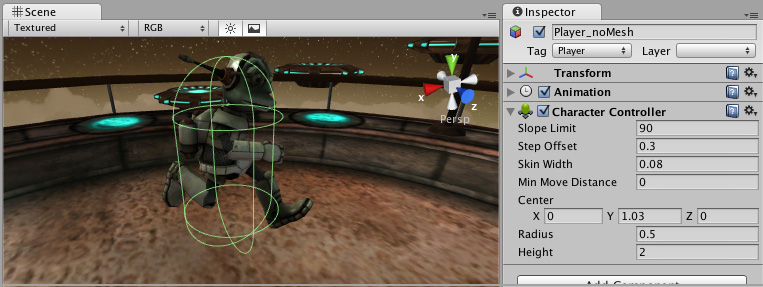 Scene
Textured RGB
x y z
Persp
Inspector
Player_noMesh
Tag Player Layer
Transform
Animation
Character Controller
Slope Limit 90
Step Offset 0.3
Skin Width 0.08
Min Move Distance 0
Center
X 0 Y 1.03 Z 0
Radius 0.5
Height 2
Add Component